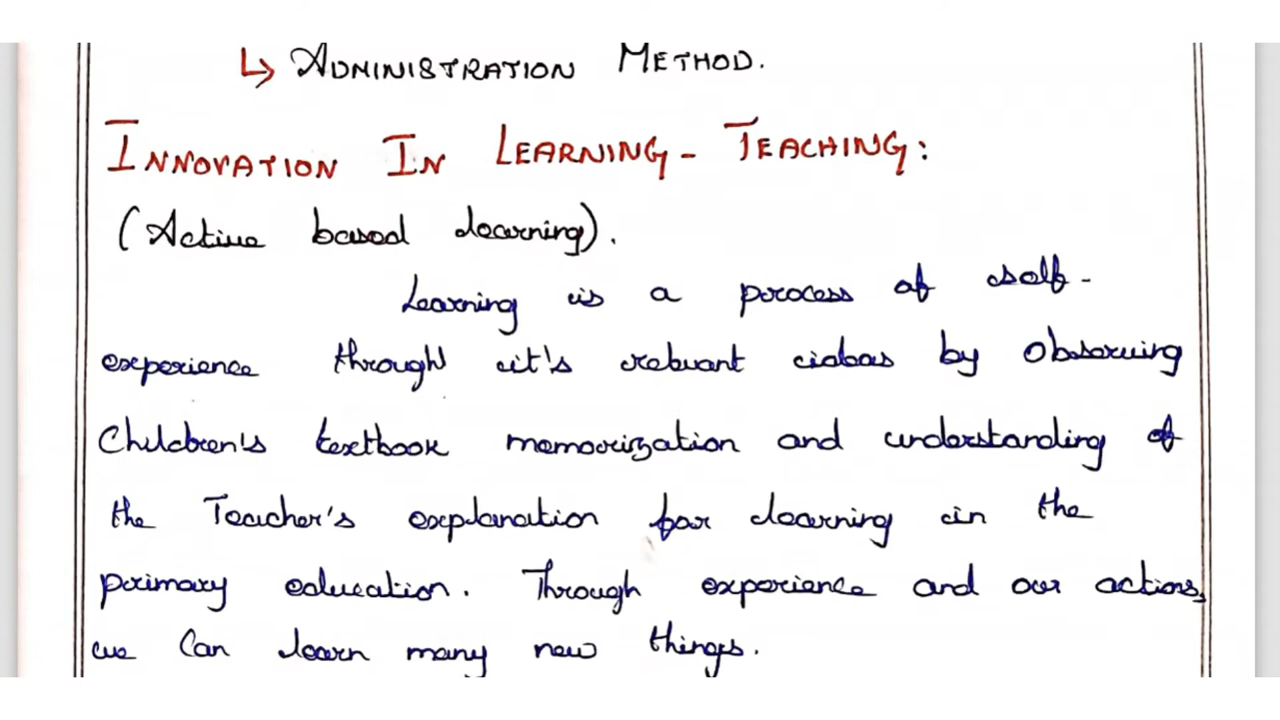 ↳ ADMINISTRATION METHOD.
INNOVATION IN LEARNING - TEACHING:
(Active based learning).
Learning is a process of self-
experience through it's relevant ideas by Observing
Children's textbook memorization and understanding of
the Teacher's explanation for learning in the
primary education. Through experience and our actions,
we Can learn many new things.